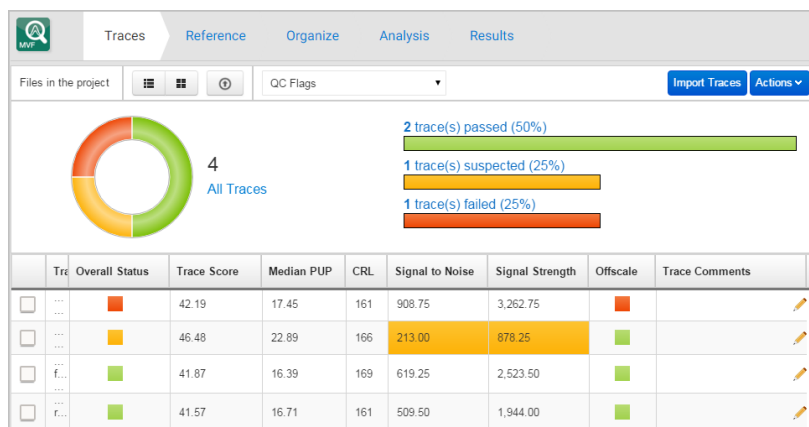 MVF
Traces Reference Organize Analysis Results
Files in the project QC Flags Import Traces Actions
2 trace(s) passed (50%)
4
All Traces
1 trace(s) suspected (25%)
1 trace(s) failed (25%)
Tra Overall Status Trace Score Median PUP CRL Signal to Noise Signal Strength Offscale Trace Comments
... ... 42.19 17.45 161 908.75 3,262.75
... ... 46.48 22.89 166 213.00 878.25
... f... ... 41.87 16.39 169 619.25 2,523.50
... r... 41.57 16.71 161 509.50 1,944.00